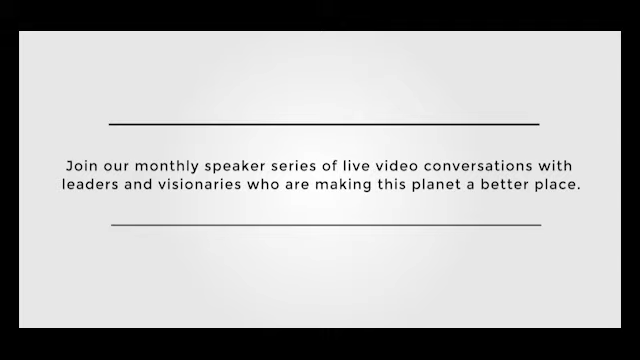 Join our monthly speaker series of live video conversations with
leaders and visionaries who are making this planet a better place.